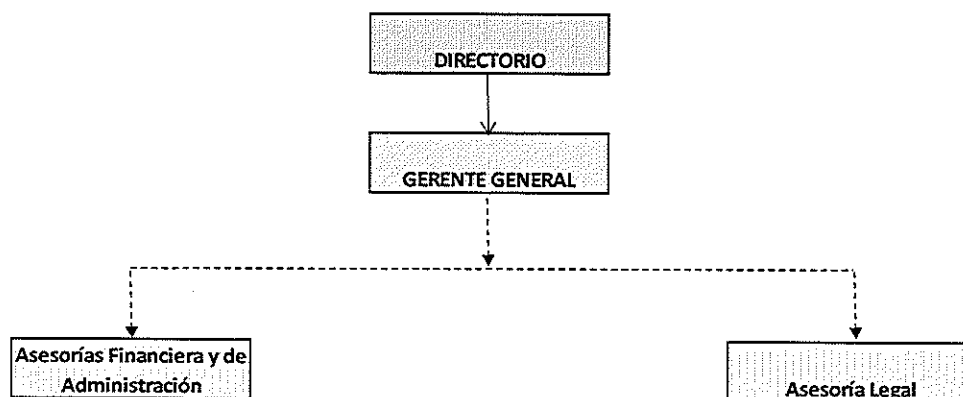 DIRECTORIO
GERENTE GENERAL
Asesorías Financiera y de
Administración
Asesoría Legal